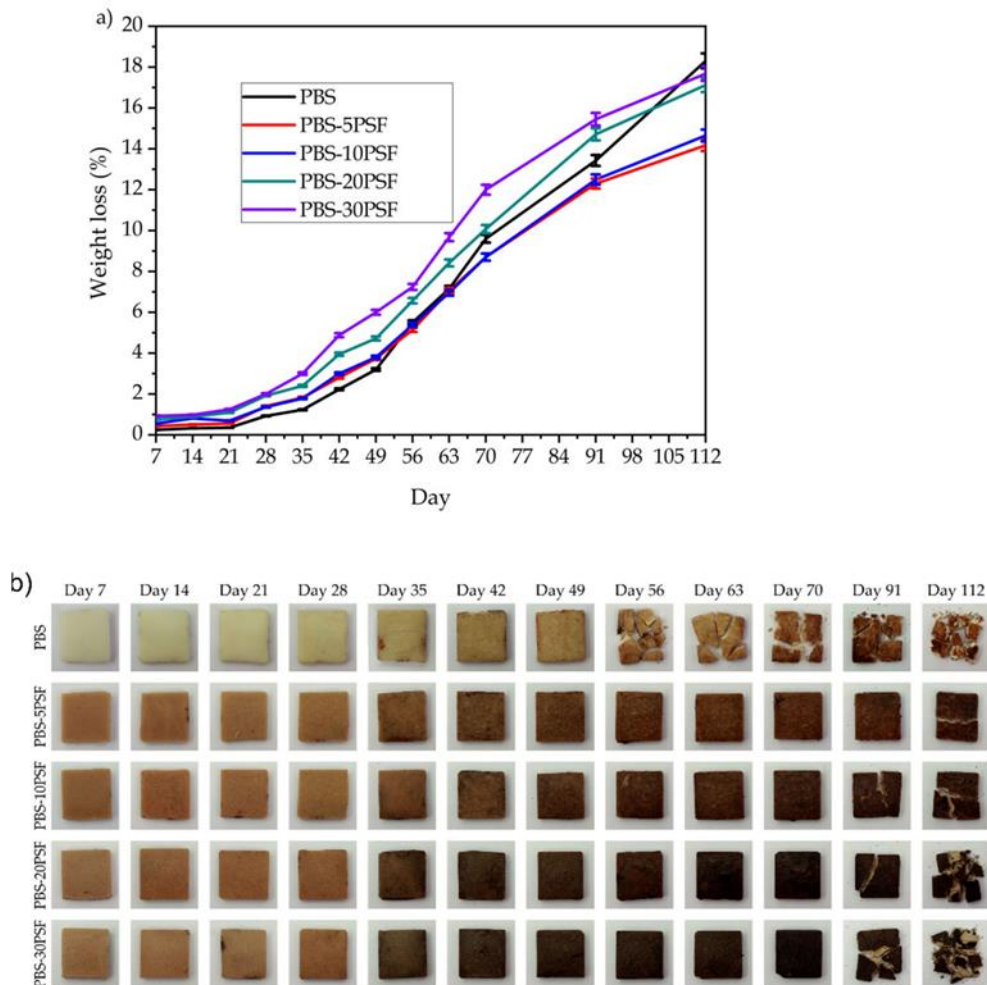 a)
20
18
16
14
12
10
8
6
4
2
0
Weight loss (%)
PBS
PBS-5PSF
PBS-10PSF
PBS-20PSF
PBS-30PSF
7 14 21 28 35 42 49 56 63 70 77 84 91 98 105 112
Day
b)
Day 7 Day 14 Day 21 Day 28 Day 35 Day 42 Day 49 Day 56 Day 63 Day 70 Day 91 Day 112
PBS
PBS-5PSF
PBS-10PSF
PBS-20PSF
PBS-30PSF